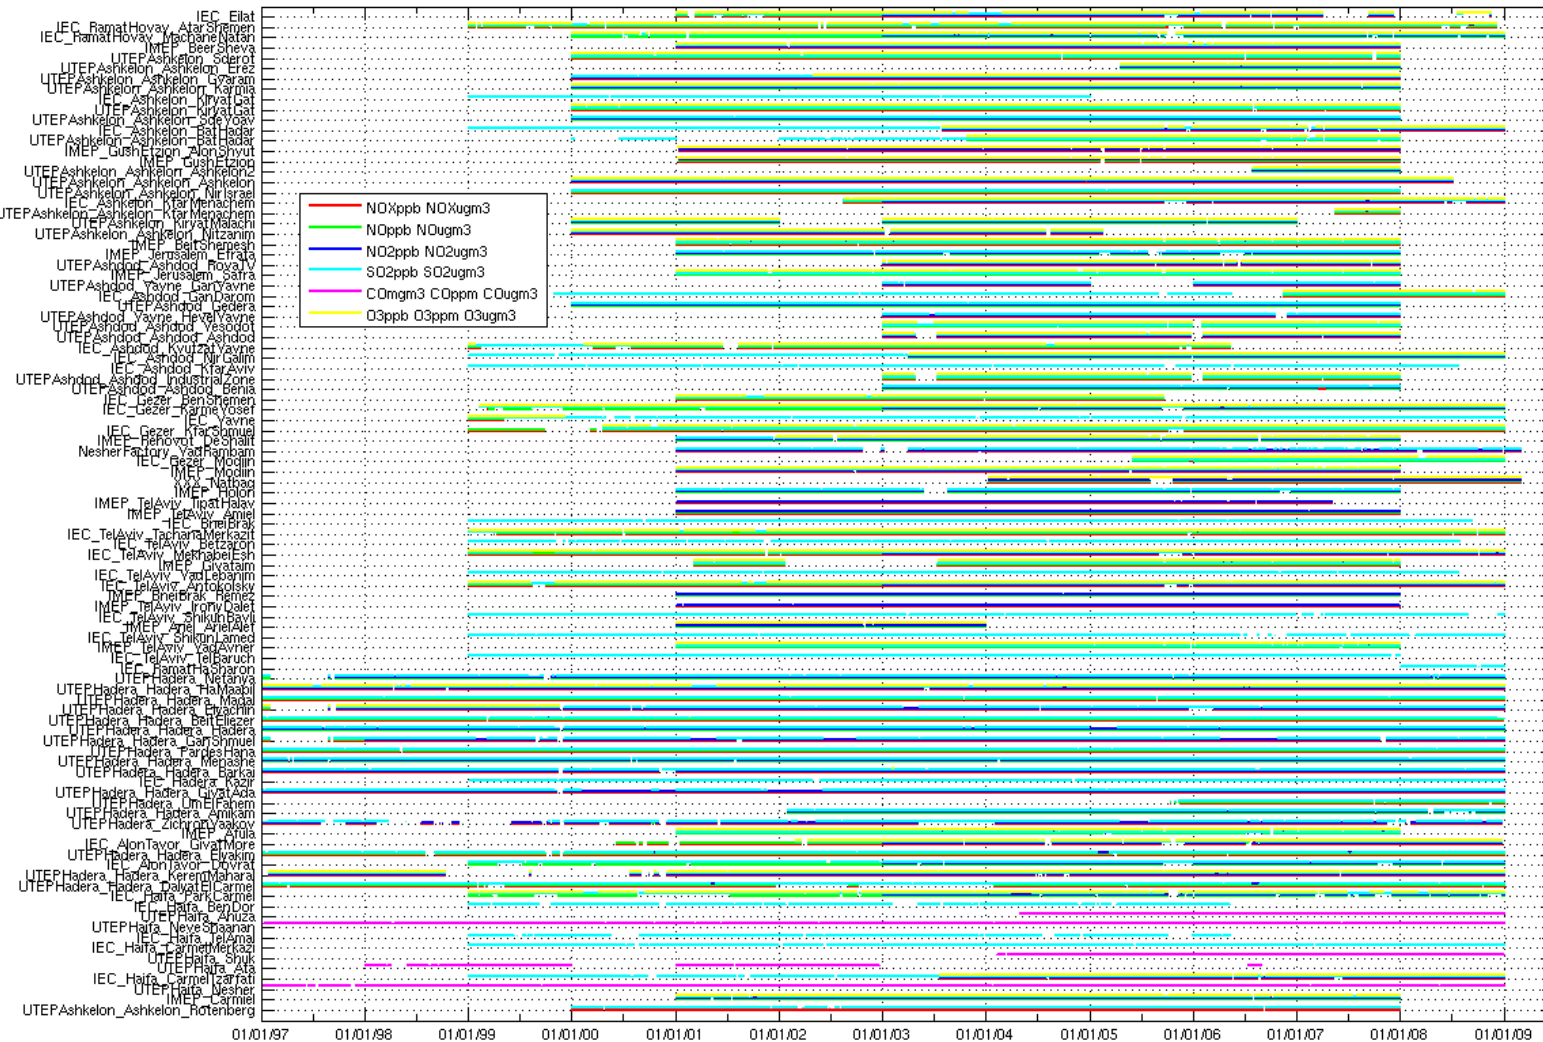 IEC_Eilat
IEC_RamatHovav_AtarShemen
IEC_RamatHovav_MachaneNatan
IMEP_BeerSheva
UTEPAshkelon_Sderot
UTEPAshkelon_Ashkelon_Erez
UTEPAshkelon_Ashkelon_Gvaram
UTEPAshkelon_Ashkelon_Karmia
IEC_Ashkelon_KiryatGat
UTEPAshkelon_KiryatGat
UTEPAshkelon_Ashkelon_SdeYoav
IEC_Ashkelon_BatHadar
UTEPAshkelon_Ashkelon_BatHadar
IMEP_GushEtzion_AlonShvut
IMEP_GushEtzion
UTEPAshkelon_Ashkelon_Ashkelon2
UTEPAshkelon_Ashkelon_Ashkelon
UTEPAshkelon_Ashkelon_NirIsrael
IEC_Ashkelon_KfarMenachem
UTEPAshkelon_Ashkelon_KfarMenachem
UTEPAshkelon_KiryatMalachi
UTEPAshkelon_Ashkelon_Nitzanim
IMEP_BeitShemesh
IMEP_Jerusalem_Efrata
UTEPAshdod_Ashdod_RovaTV
IMEP_Jerusalem_Safra
UTEPAshdod_Yavne_GanYavne
IEC_Ashdod_GanDarom
UTEPAshdod_Gedera
UTEPAshdod_Yavne_HevelYavne
UTEPAshdod_Ashdod_Yesodot
UTEPAshdod_Ashdod_Ashdod
IEC_Ashdod_KvutzatYavne
IEC_Ashdod_NirGalim
IEC_Ashdod_KfarAviv
UTEPAshdod_Ashdod_IndustrialZone
UTEPAshdod_Ashdod_Benia
IEC_Gezer_BenShemen
IEC_Gezer_KarmeYosef
IEC_Yavne
IEC_Gezer_KfarShmuel
IMEP_Rehovot_DeShalit
NesherFactory_YadRambam
IEC_Gezer_Modiin
IMEP_Modiin
XXX_Natbag
IMEP_Holon
IMEP_TelAviv_TipatHalav
IMEP_TelAviv_Amiel
IEC_BneiBrak
IEC_TelAviv_TachanaMerkazit
IEC_TelAviv_Betzaron
IEC_TelAviv_MekhabeiEsh
IMEP_Givataim
IEC_TelAviv_YadLebanim
IEC_TelAviv_Antokolsky
IMEP_BneiBrak_Remez
IMEP_TelAviv_IronyDalet
IEC_TelAviv_ShikunBavli
IMEP_Ariel_ArielAlef
IEC_TelAviv_ShikunLamed
IMEP_TelAviv_YadAvner
IEC_TelAviv_TelBaruch
IEC_RamatHaSharon
UTEPHadera_Netanya
UTEPHadera_Hadera_HaMaapil
UTEPHadera_Hadera_Magal
UTEPHadera_Hadera_Elyachin
UTEPHadera_Hadera_BeitEliezer
UTEPHadera_Hadera_Hadera
UTEPHadera_Hadera_GanShmuel
UTEPHadera_PardesHana
UTEPHadera_Hadera_Menashe
UTEPHadera_Hadera_Barkai
IEC_Hadera_Kazir
UTEPHadera_Hadera_GivatAda
UTEPHadera_UmElFahem
UTEPHadera_Hadera_Amikam
UTEPHadera_ZichronYaakov
IMEP_Afula
IEC_AlonTavor_GivatMore
UTEPHadera_Hadera_Elyakim
IEC_AlonTavor_Dovrat
UTEPHadera_Hadera_KeremMaharal
UTEPHadera_Hadera_DalyatElCarmel
IEC_Haifa_ParkCarmel
IEC_Haifa_BenDor
UTEPHaifa_Ahuza
UTEPHaifa_NeveShaanan
IEC_Haifa_TelAmal
IEC_Haifa_CarmelMerkazi
UTEPHaifa_Shuk
UTEPHaifa_Ata
IEC_Haifa_CarmelTzarfati
UTEPHaifa_Nesher
IMEP_Carmiel
UTEPAshkelon_Ashkelon_Rotenberg
NOXppb NOXugm3
NOppb NOugm3
NO2ppb NO2ugm3
SO2ppb SO2ugm3
COmgm3 COppm COugm3
O3ppb O3ppm O3ugm3
01/01/97 01/01/98 01/01/99 01/01/00 01/01/01 01/01/02 01/01/03 01/01/04 01/01/05 01/01/06 01/01/07 01/01/08 01/01/09